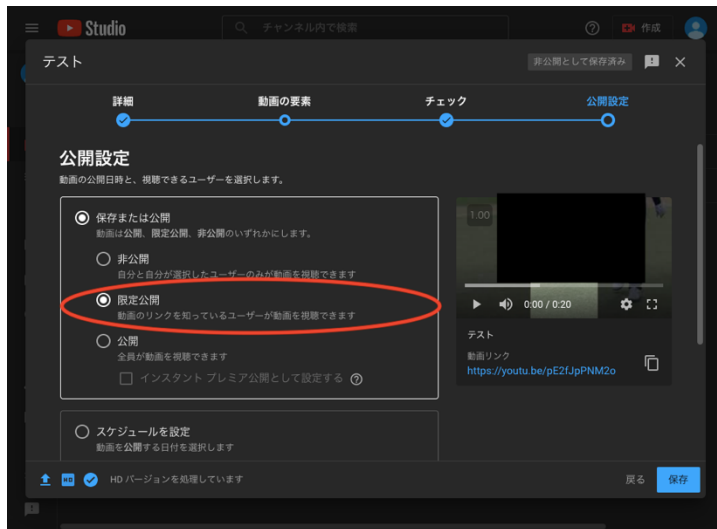 Studio
チャンネル内で検索
作成
テスト
非公開として保存済み
詳細
動画の要素
チェック
公開設定
公開設定
動画の公開日時と、視聴できるユーザーを選択します。
保存または公開
動画は公開、限定公開、非公開のいずれかにします。
非公開
自分と自分が選択したユーザーのみが動画を視聴できます
限定公開
動画のリンクを知っているユーザーが動画を視聴できます
公開
全員が動画を視聴できます
インスタント プレミア公開として設定する
スケジュールを設定
動画を公開する日付を選択します
1:00
0:00 / 0:20
テスト
動画リンク
https://youtu.be/pE2fJpPNM2o
HD
HD バージョンを処理しています
戻る
保存